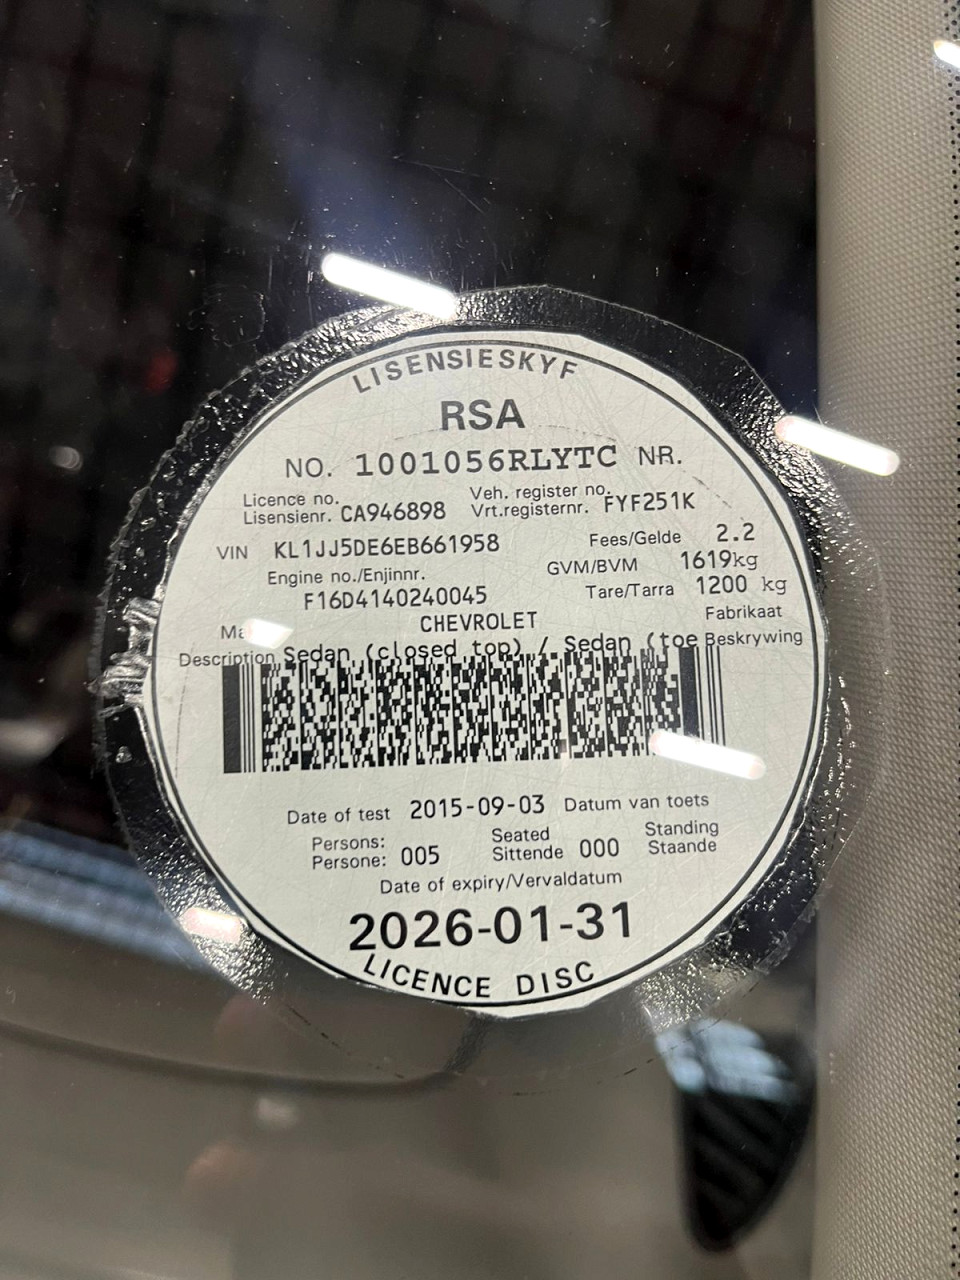 LISENSIESKYF
RSA
NO. 1001056RLYTC NR.
Licence no. Veh. register no.
Lisensienr. CA946898 Vrt.registernr. FYF251K
VIN KL1JJ5DE6EB661958 Fees/Gelde 2.2
Engine no./Enjinnr. GVM/BVM 1619kg
F16D4140240045 Tare/Tarra 1200 kg
CHEVROLET Fabrikaat
Description Sedan (closed top) / Sedan (toe Beskrywing
Date of test 2015-09-03 Datum van toets
Persons: Seated Standing
Persone: 005 Sittende 000 Staande
Date of expiry/Vervaldatum
2026-01-31
LICENCE DISC